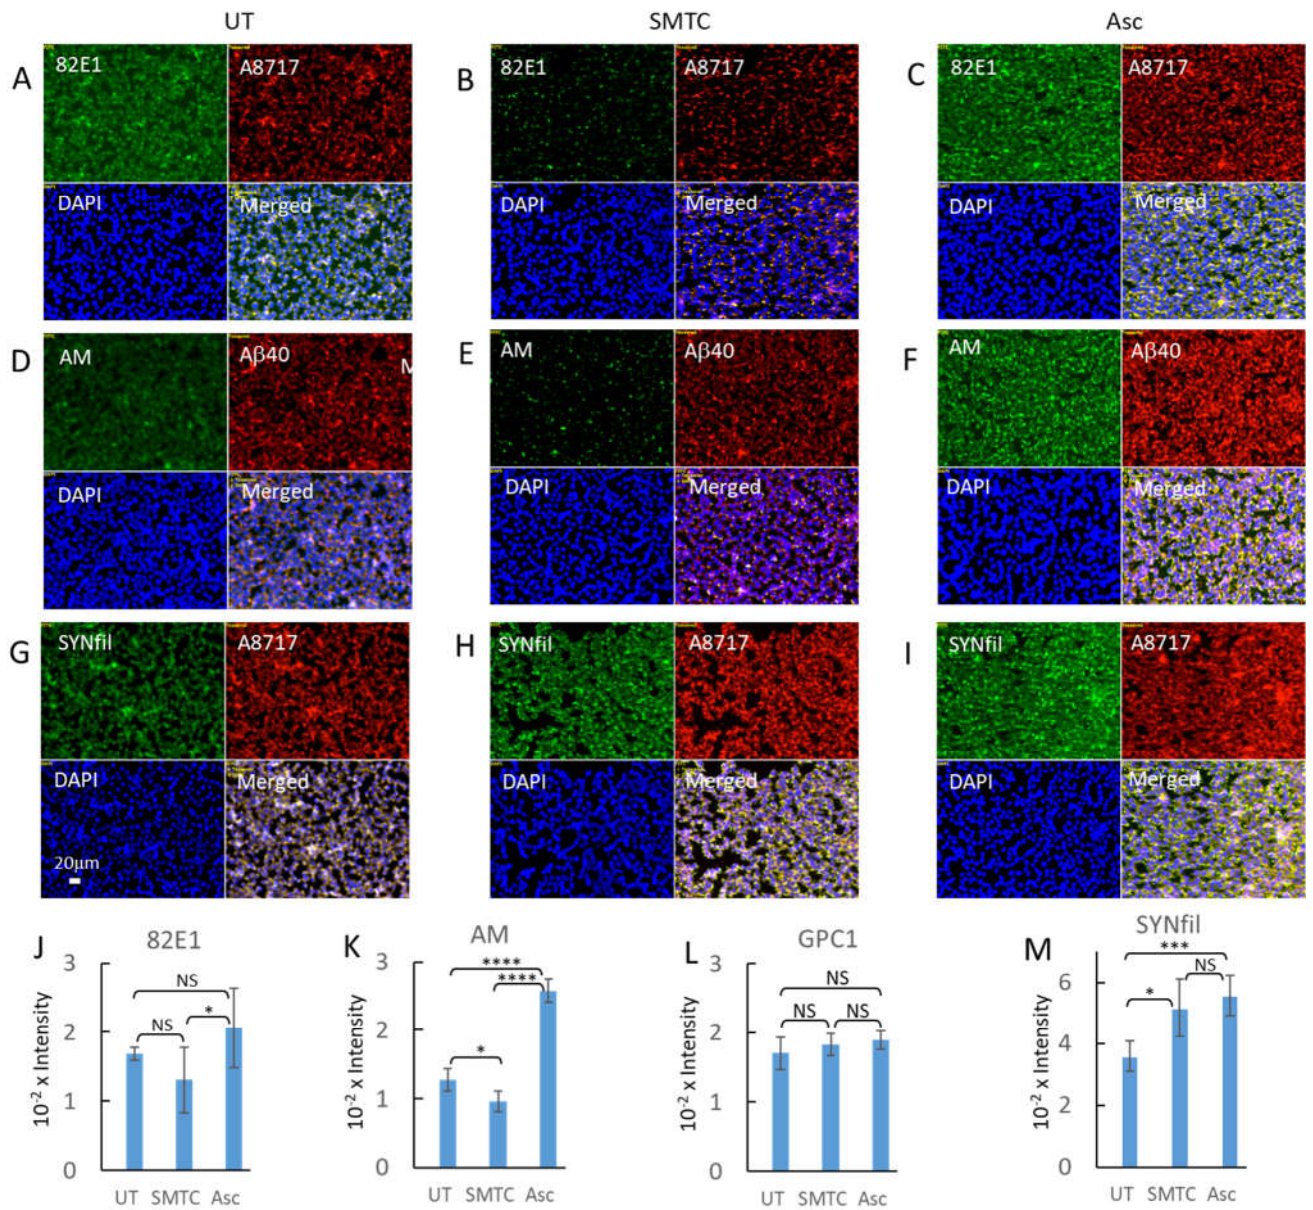 UT SMTC Asc
A 82E1 A8717 B 82E1 A8717 C 82E1 A8717
DAPI Merged DAPI Merged DAPI Merged
D AM Aβ40 M E AM Aβ40 F AM Aβ40
DAPI Merged DAPI Merged DAPI Merged
G SYNfil A8717 H SYNfil A8717 I SYNfil A8717
DAPI Merged DAPI Merged DAPI Merged
20μm
J 82E1
10⁻² x Intensity
3
2
1
0
NS
NS *
UT SMTC Asc
K AM
10⁻² x Intensity
3
2
1
0
****
****
*
UT SMTC Asc
L GPC1
10⁻² x Intensity
3
2
1
0
NS
NS NS
UT SMTC Asc
M SYNfil
10⁻² x Intensity
6
4
2
0
***
NS
*
UT SMTC Asc